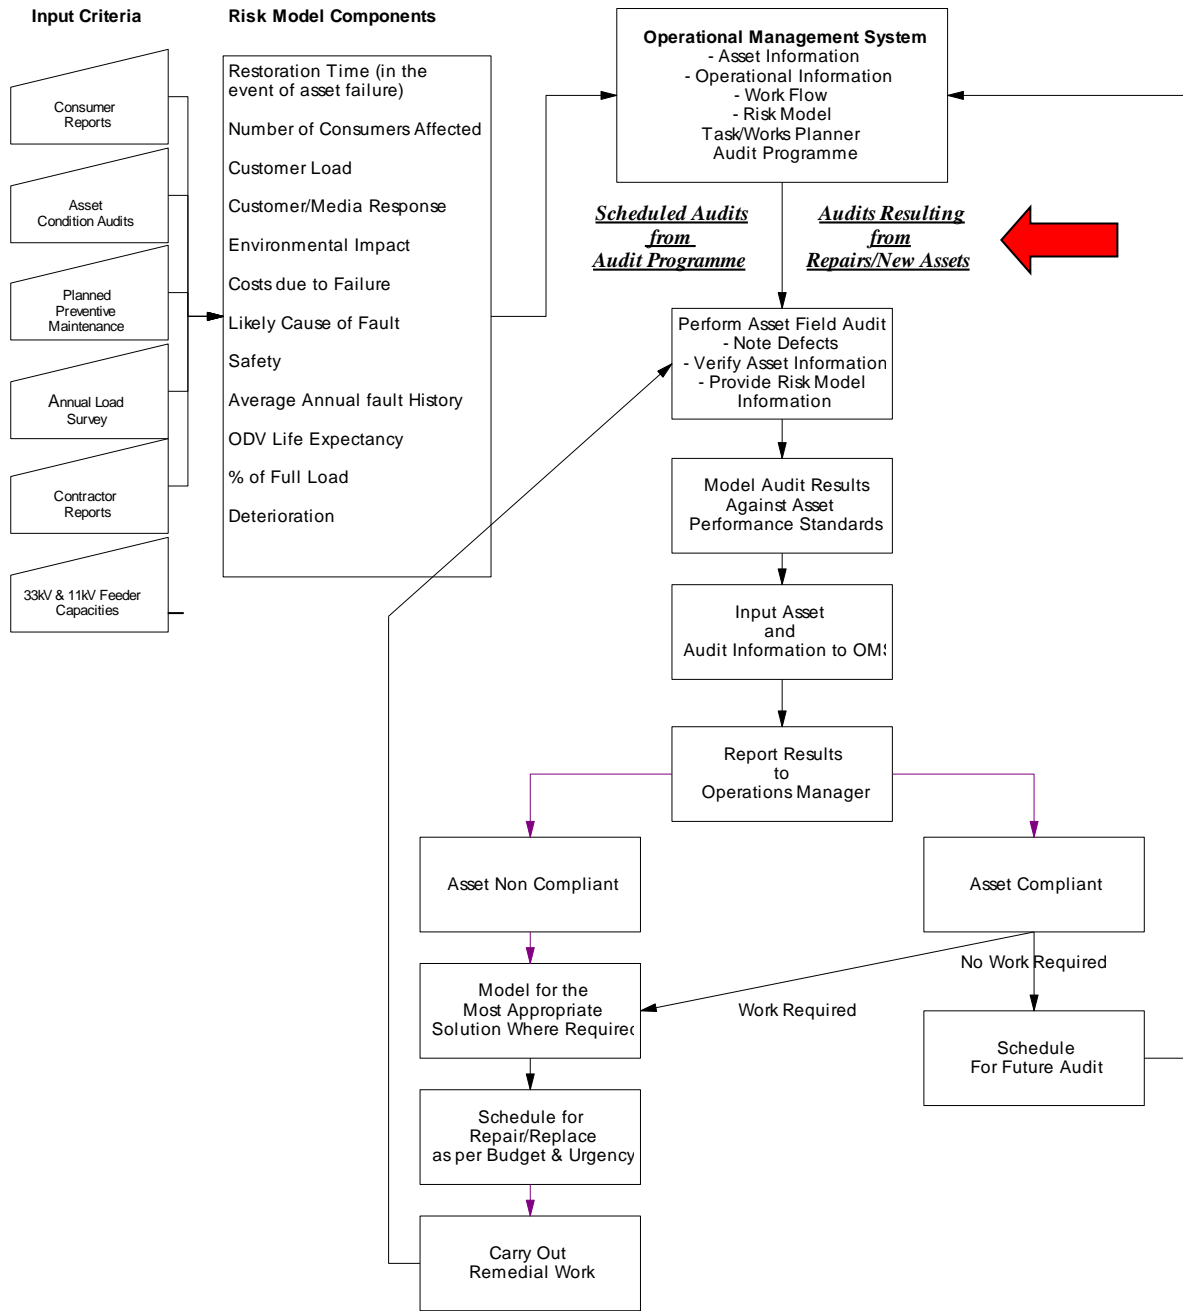 Input Criteria
Risk Model Components
Consumer
Reports
Asset
Condition Audits
Planned
Preventive
Maintenance
Annual Load
Survey
Contractor
Reports
33kV & 11kV Feeder
Capacities
Restoration Time (in the
event of asset failure)
Number of Consumers Affected
Customer Load
Customer/Media Response
Environmental Impact
Costs due to Failure
Likely Cause of Fault
Safety
Average Annual fault History
ODV Life Expectancy
% of Full Load
Deterioration
Operational Management System
- Asset Information
- Operational Information
- Work Flow
- Risk Model
Task/Works Planner
Audit Programme
Scheduled Audits
from
Audit Programme
Audits Resulting
from
Repairs/New Assets
Perform Asset Field Audit
- Note Defects
- Verify Asset Information
- Provide Risk Model
Information
Model Audit Results
Against Asset
Performance Standards
Input Asset
and
Audit Information to OMS
Report Results
to
Operations Manager
Asset Non Compliant
Asset Compliant
No Work Required
Work Required
Model for the
Most Appropriate
Solution Where Required
Schedule
For Future Audit
Schedule for
Repair/Replace
as per Budget & Urgency
Carry Out
Remedial Work